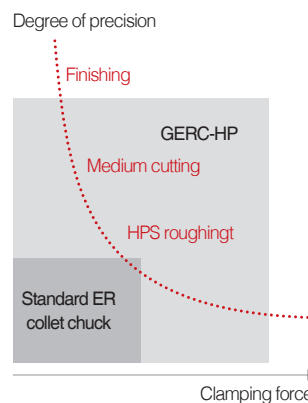 Degree of precision
Finishing
GERC-HP
Medium cutting
HPS roughingt
Standard ER
collet chuck
Clamping force